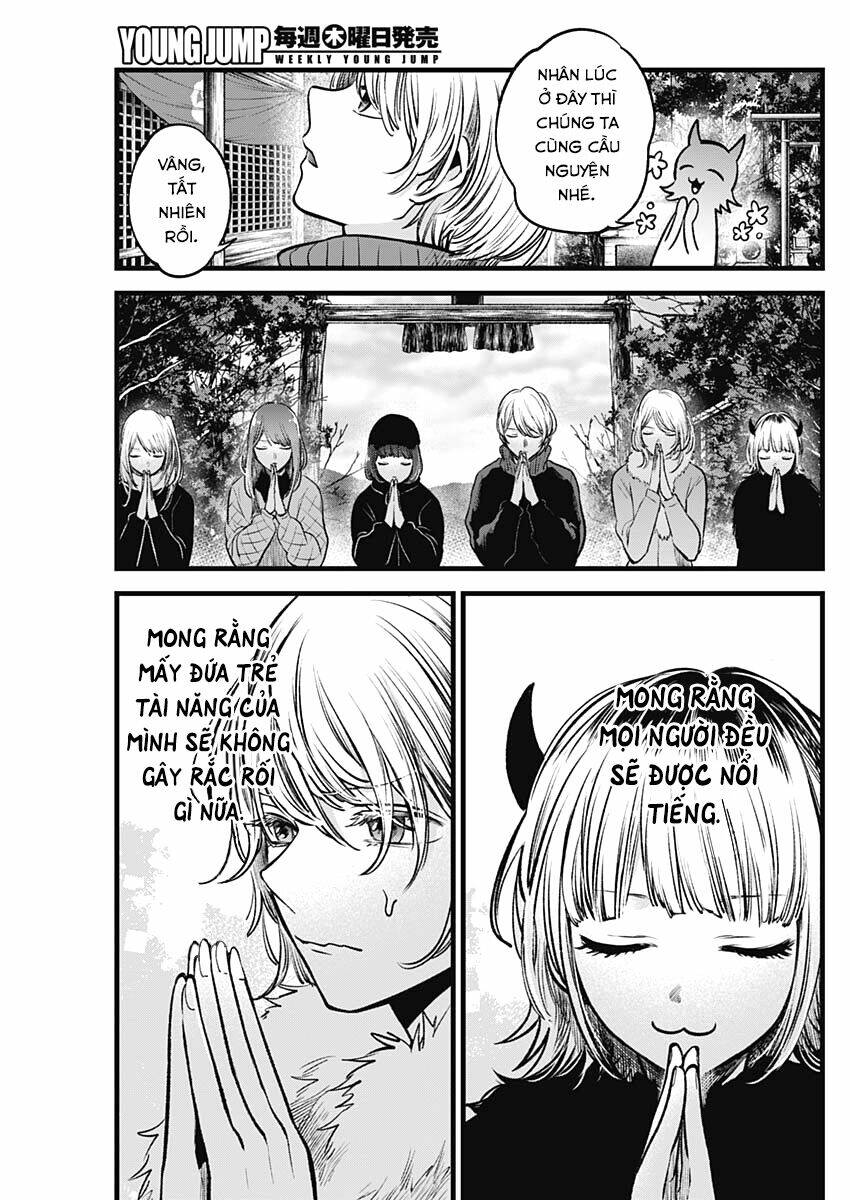 YOUNG JUMP 毎週木曜日発売
WEEKLY YOUNG JUMP
NHÂN LÚC
Ở ĐÂY THÌ
CHÚNG TA
CÙNG CẦU
NGUYỆN
NHÉ.
VÂNG,
TẤT
NHIÊN
RỒI.
MONG RẰNG
MỌI NGƯỜI ĐỀU
SẼ ĐƯỢC NỔI
TIẾNG.
MONG RẰNG
MẤY ĐỨA TRẺ
TÀI NĂNG CỦA
MÌNH SẼ KHÔNG
GÂY RẮC RỐI
GÌ NỮA.